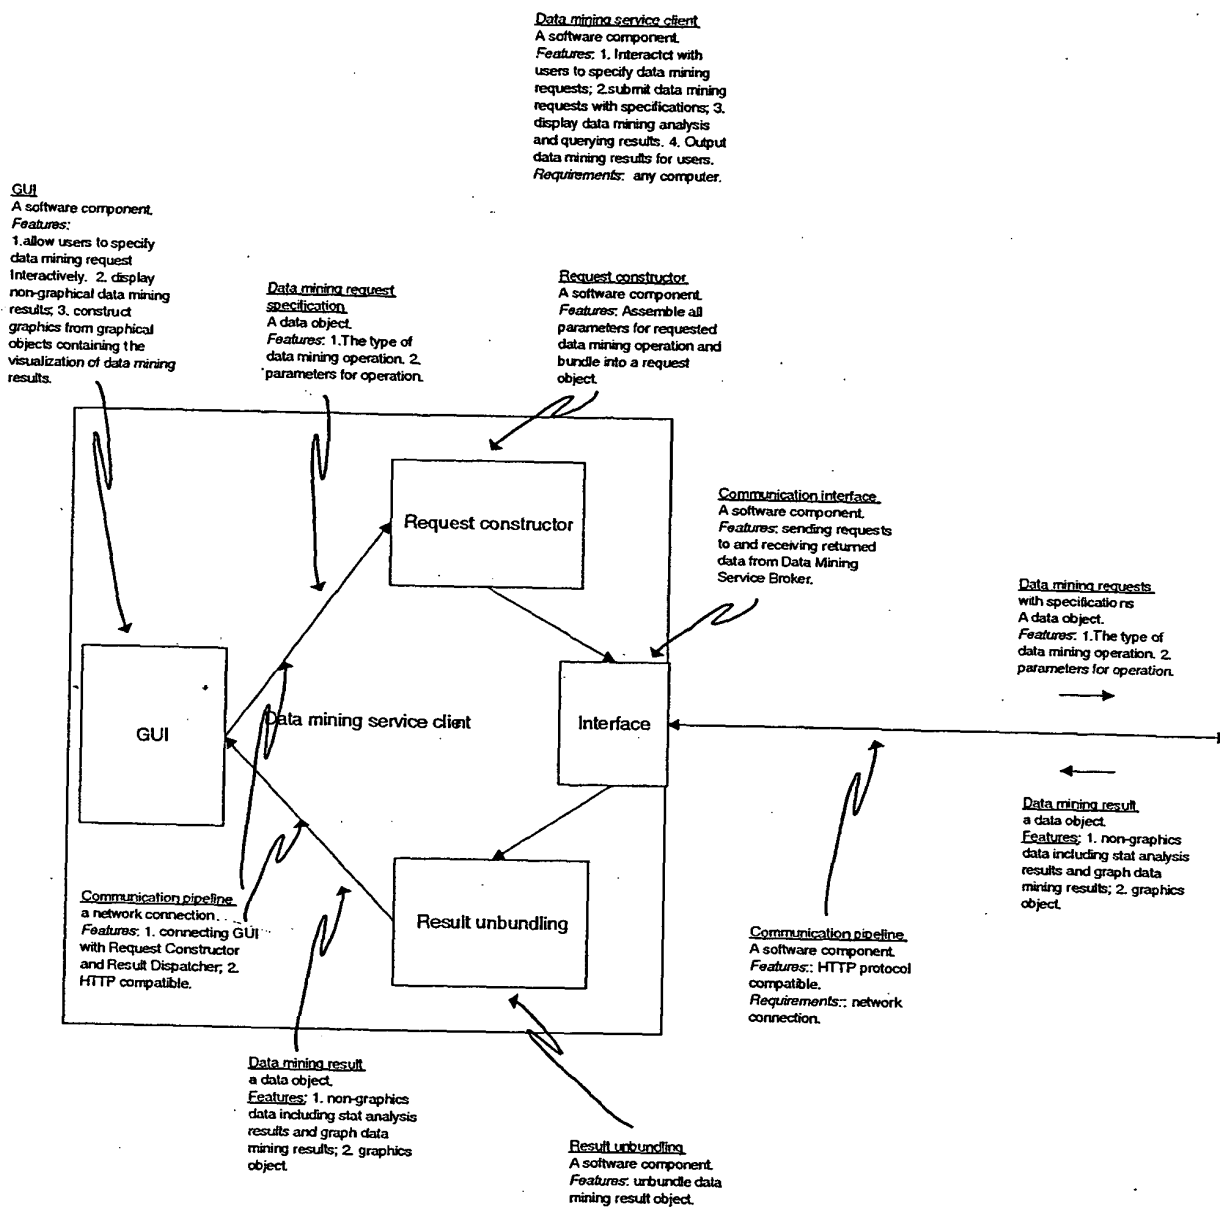 Data mining service client
A software component.
Features: 1. Interactct with
users to specify data mining
requests; 2.submit data mining
requests with specifications; 3.
display data mining analysis
and querying results. 4. Output
data mining results for users.
Requirements: any computer.
GUI
A software component.
Features:
1.allow users to specify
data mining request
Interactively. 2. display
non-graphical data mining
results; 3. construct
graphics from graphical
objects containing the
visualization of data mining
results.
Data mining request
specification
A data object.
Features: 1.The type of
data mining operation. 2.
parameters for operation.
Request constructor
A software component.
Features: Assemble all
parameters for requested
data mining operation and
bundle into a request
object.
Request constructor
Communication interface
A software component.
Features: sending requests
to and receiving returned
data from Data Mining
Service Broker.
Data mining requests
with specifications
A data object.
Features: 1.The type of
data mining operation. 2.
parameters for operation.
GUI
Data mining service client
Interface
Data mining result
a data object.
Features: 1. non-graphics
data including stat analysis
results and graph data
mining results; 2. graphics
object.
Communication pipeline
a network connection.
Features: 1. connecting GUI
with Request Constructor
and Result Dispatcher; 2.
HTTP compatible.
Result unbundling
Communication pipeline
A software component.
Features:: HTTP protocol
compatible.
Requirements:: network
connection.
Data mining result
a data object.
Features: 1. non-graphics
data including stat analysis
results and graph data
mining results; 2. graphics
object.
Result unbundling
A software component.
Features: unbundle data
mining result object.